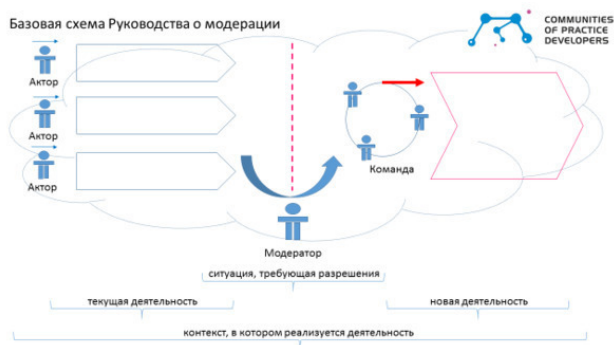 Базовая схема Руководства о модерации
COMMUNITIES
OF PRACTICE
DEVELOPERS
Актор
Актор
Актор
Команда
Модератор
ситуация, требующая разрешения
текущая деятельность
новая деятельность
контекст, в котором реализуется деятельность